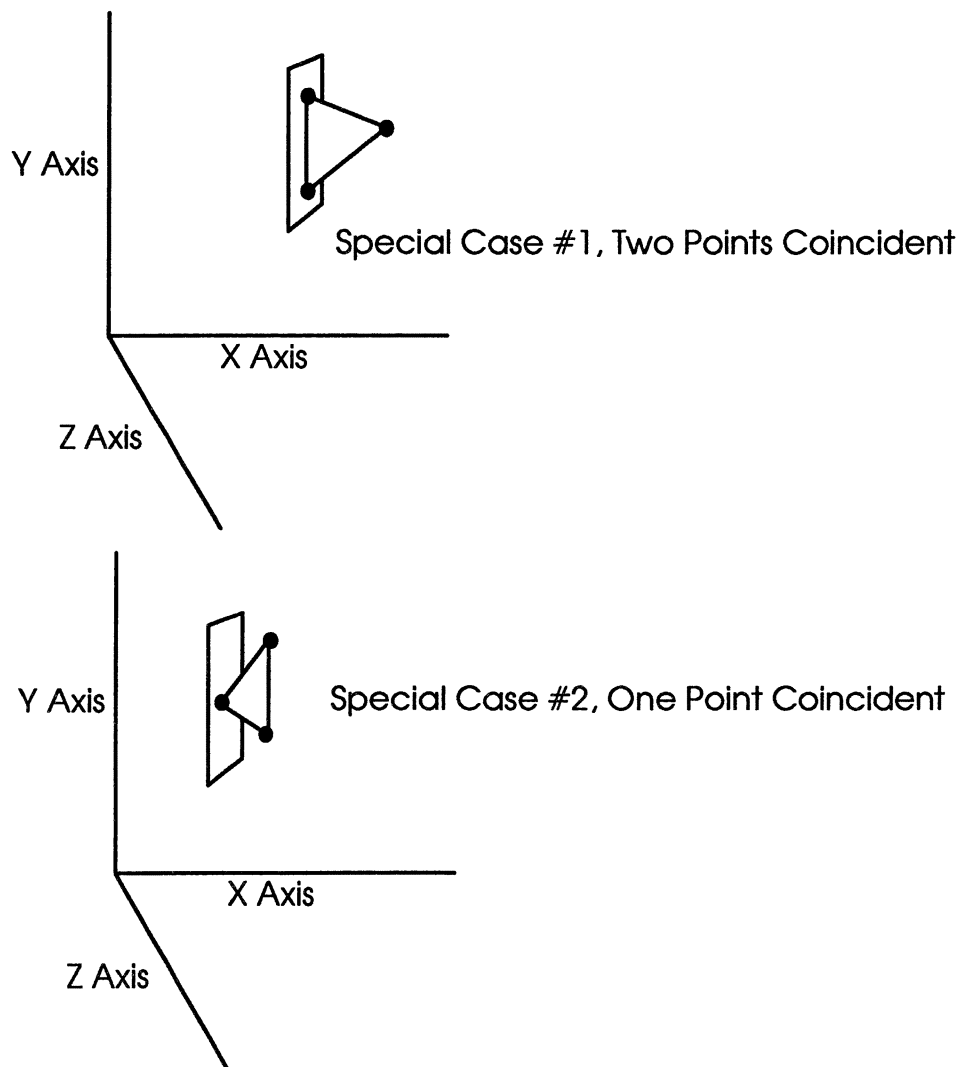 Y Axis
Special Case #1, Two Points Coincident
X Axis
Z Axis
Y Axis
Special Case #2, One Point Coincident
X Axis
Z Axis